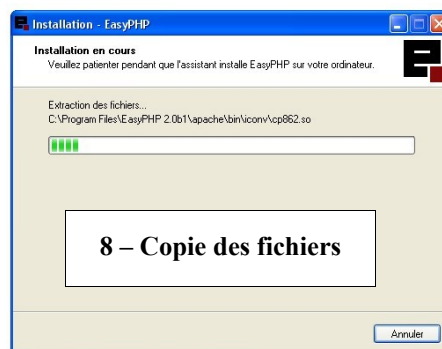 Installation - EasyPHP
Installation en cours
Veuillez patienter pendant que l'assistant installe EasyPHP sur votre ordinateur.
Extraction des fichiers...
C:\Program Files\EasyPHP 2.0b1\apache\bin\iconv\cp862.so
8 – Copie des fichiers
Annuler